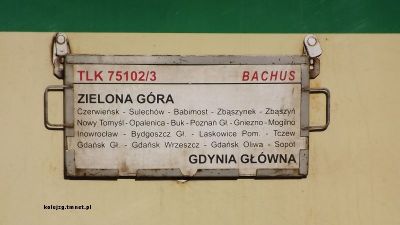 TLK 75102/3 BACHUS
ZIELONA GÓRA
Czerwieńsk - Sulechów - Babimost - Zbąszynek - Zbąszyń
Nowy Tomyśl - Opalenica - Buk - Poznań Gł - Gniezno - Mogilno
Inowrocław - Bydgoszcz Gł. - Laskowice Pom. - Tczew
Gdańsk Gł. - Gdańsk Wrzeszcz - Gdańsk Oliwa - Sopot
GDYNIA GŁÓWNA
kolejzg.tmnet.pl